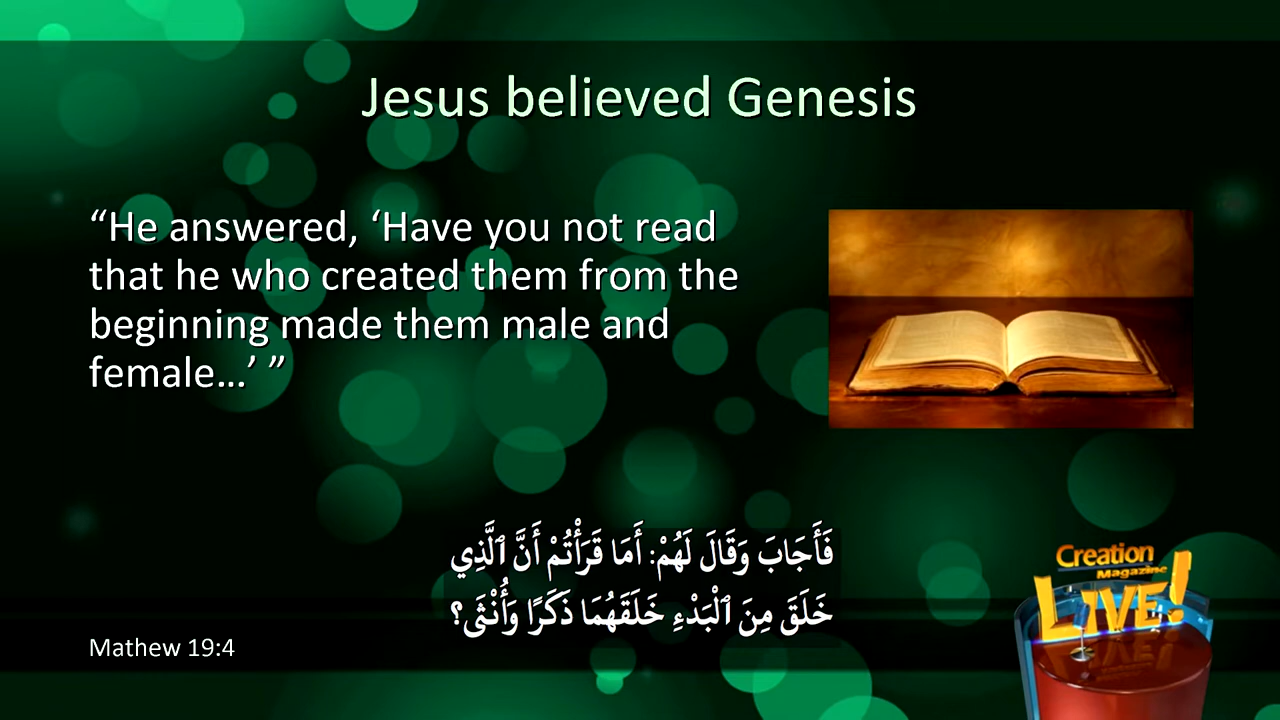 Jesus believed Genesis
“He answered, ‘Have you not read
that he who created them from the
beginning made them male and
female…’ ”
فَأَجَابَ وَقَالَ لَهُمْ: أَمَا قَرَأْتُمْ أَنَّ ٱلَّذِي
خَلَقَ مِنَ ٱلْبَدْءِ خَلَقَهُمَا ذَكَرًا وَأُنْثَى؟
Mathew 19:4
Creation
Magazine
LIVE!